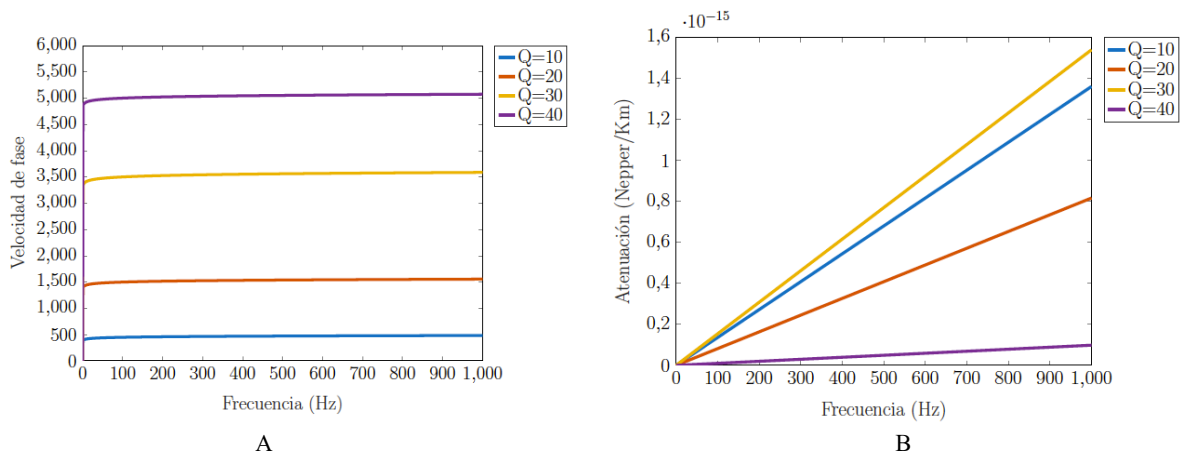 6,000
5,500
5,000
4,500
4,000
3,500
3,000
2,500
2,000
1,500
1,000
500
0
0 100 200 300 400 500 600 700 800 900 1,000
Velocidad de fase
Frecuencia (Hz)
Q=10
Q=20
Q=30
Q=40
A
·10−15
1,6
1,4
1,2
1
0,8
0,6
0,4
0,2
0
0 100 200 300 400 500 600 700 800 900 1,000
Atenuación (Nepper/Km)
Frecuencia (Hz)
Q=10
Q=20
Q=30
Q=40
B